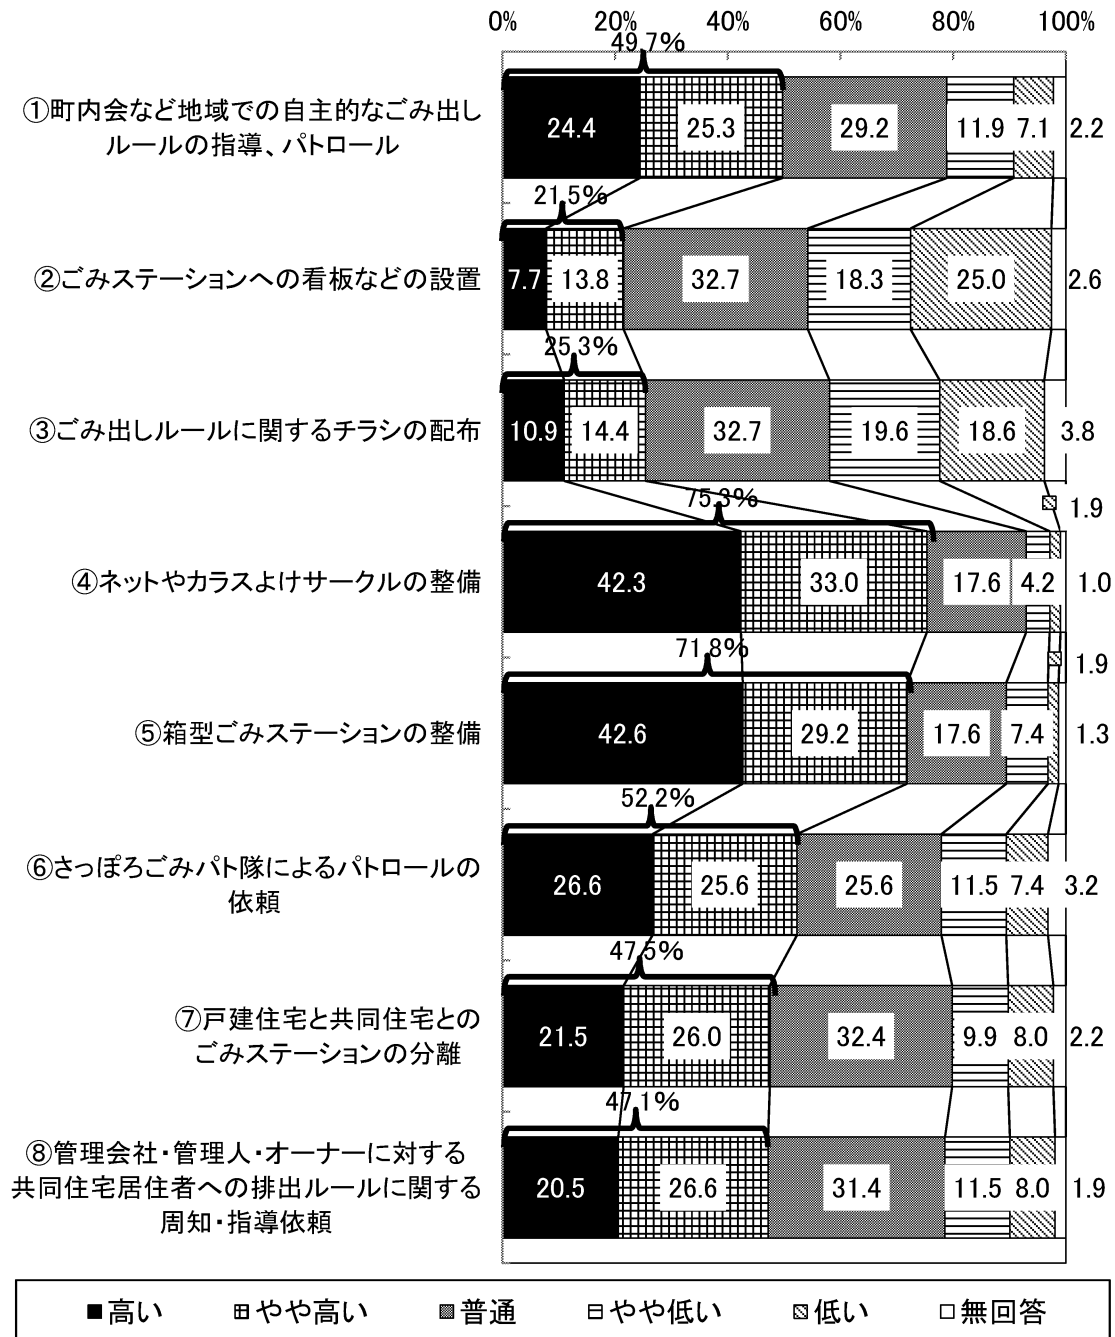 0% 20% 40% 60% 80% 100%
49.7%
①町内会など地域での自主的なごみ出し
ルールの指導、パトロール
24.4 25.3 29.2 11.9 7.1 2.2
21.5%
②ごみステーションへの看板などの設置
7.7 13.8 32.7 18.3 25.0 2.6
25.3%
③ごみ出しルールに関するチラシの配布
10.9 14.4 32.7 19.6 18.6 3.8
75.3%
1.9
④ネットやカラスよけサークルの整備
42.3 33.0 17.6 4.2 1.0
71.8%
1.9
⑤箱型ごみステーションの整備
42.6 29.2 17.6 7.4 1.3
52.2%
⑥さっぽろごみパト隊によるパトロールの
依頼
26.6 25.6 25.6 11.5 7.4 3.2
47.5%
⑦戸建住宅と共同住宅との
ごみステーションの分離
21.5 26.0 32.4 9.9 8.0 2.2
47.1%
⑧管理会社・管理人・オーナーに対する
共同住宅居住者への排出ルールに関する
周知・指導依頼
20.5 26.6 31.4 11.5 8.0 1.9
高い やや高い 普通 やや低い 低い 無回答